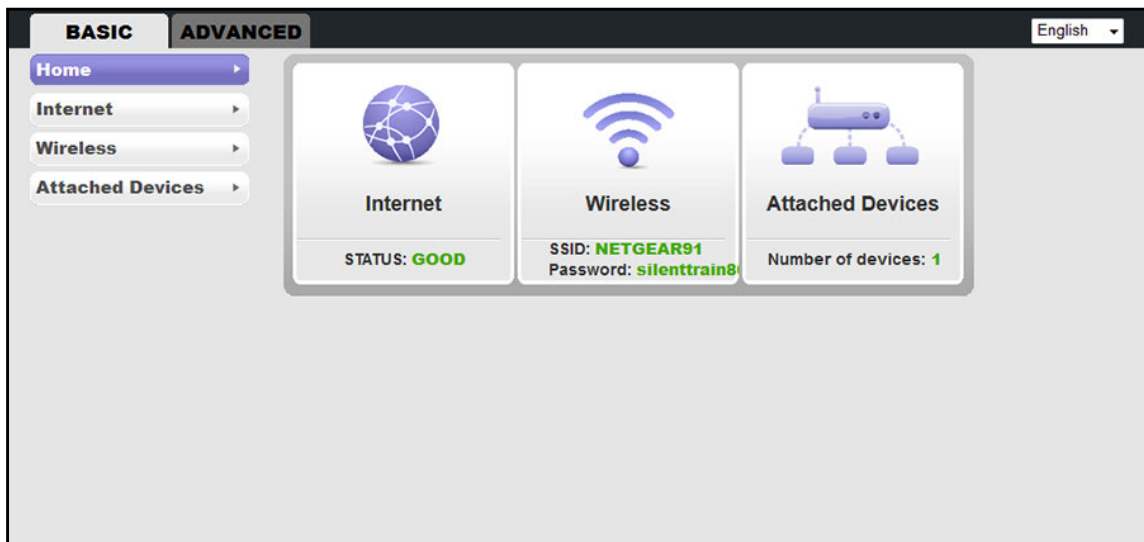 BASIC ADVANCED English
Home
Internet
Wireless
Attached Devices
Internet
STATUS: GOOD
Wireless
SSID: NETGEAR91
Password: silenttrain8
Attached Devices
Number of devices: 1